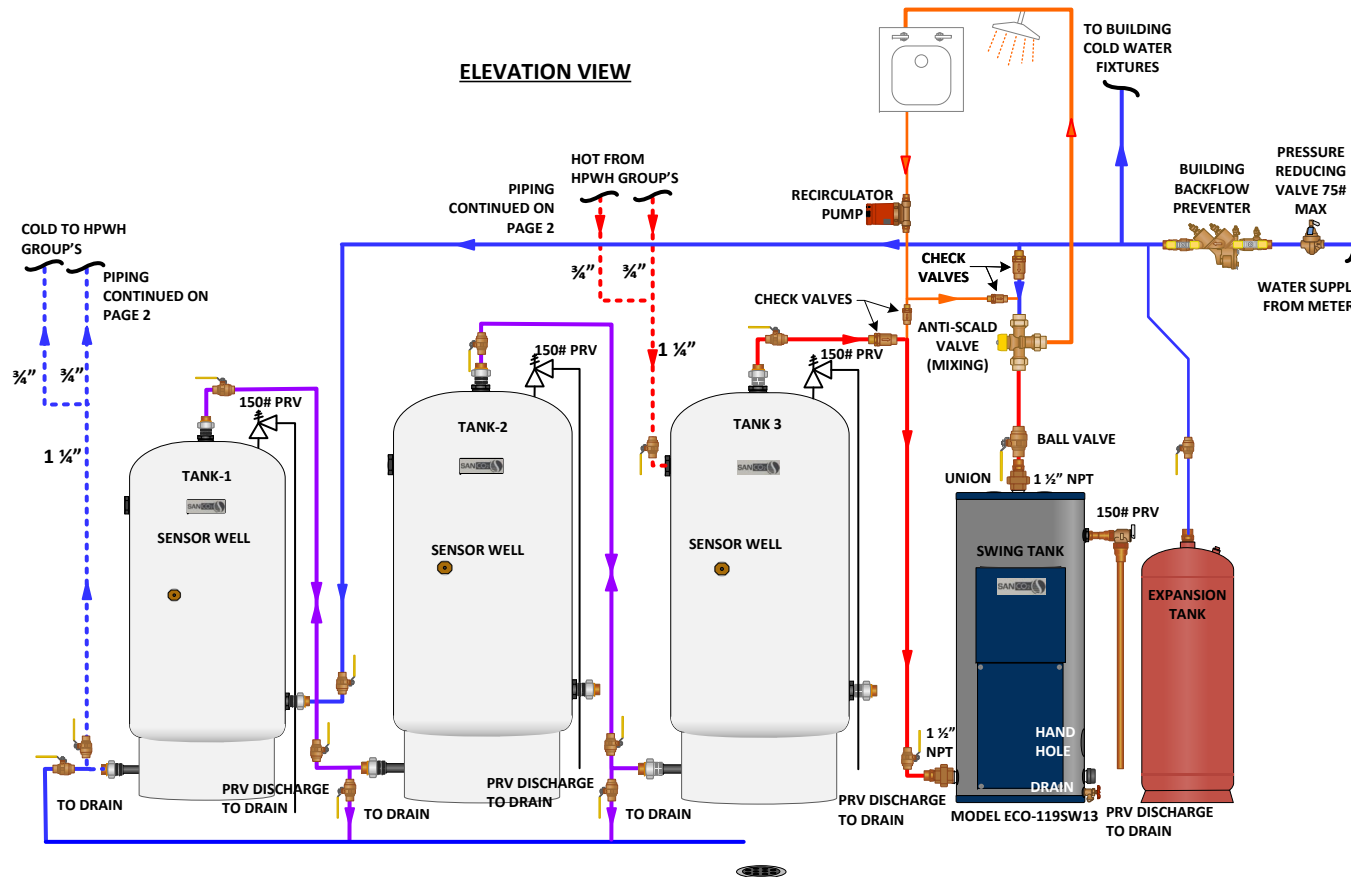 ELEVATION VIEW
TO BUILDING
COLD WATER
FIXTURES
BUILDING
BACKFLOW
PREVENTER
PRESSURE
REDUCING
VALVE 75#
MAX
HOT FROM
HPWH GROUP'S
PIPING
CONTINUED ON
PAGE 2
RECIRCULATOR
PUMP
COLD TO HPWH
GROUP'S
PIPING
CONTINUED ON
PAGE 2
¾"
¾"
CHECK
VALVES
WATER SUPPL
FROM METER
CHECK VALVES
ANTI-SCALD
VALVE
(MIXING)
¾"
¾"
1 ¼"
150# PRV
150# PRV
150# PRV
1 ¼"
TANK-1
TANK-2
TANK 3
SANCO
SANCO
SANCO
BALL VALVE
UNION
1 ½" NPT
150# PRV
SENSOR WELL
SENSOR WELL
SENSOR WELL
SWING TANK
SANCO
EXPANSION
TANK
1 ½"
NPT
HAND
HOLE
DRAIN
TO DRAIN
PRV DISCHARGE
TO DRAIN
TO DRAIN
PRV DISCHARGE
TO DRAIN
TO DRAIN
PRV DISCHARGE
TO DRAIN
MODEL ECO-119SW13
PRV DISCHARGE
TO DRAIN